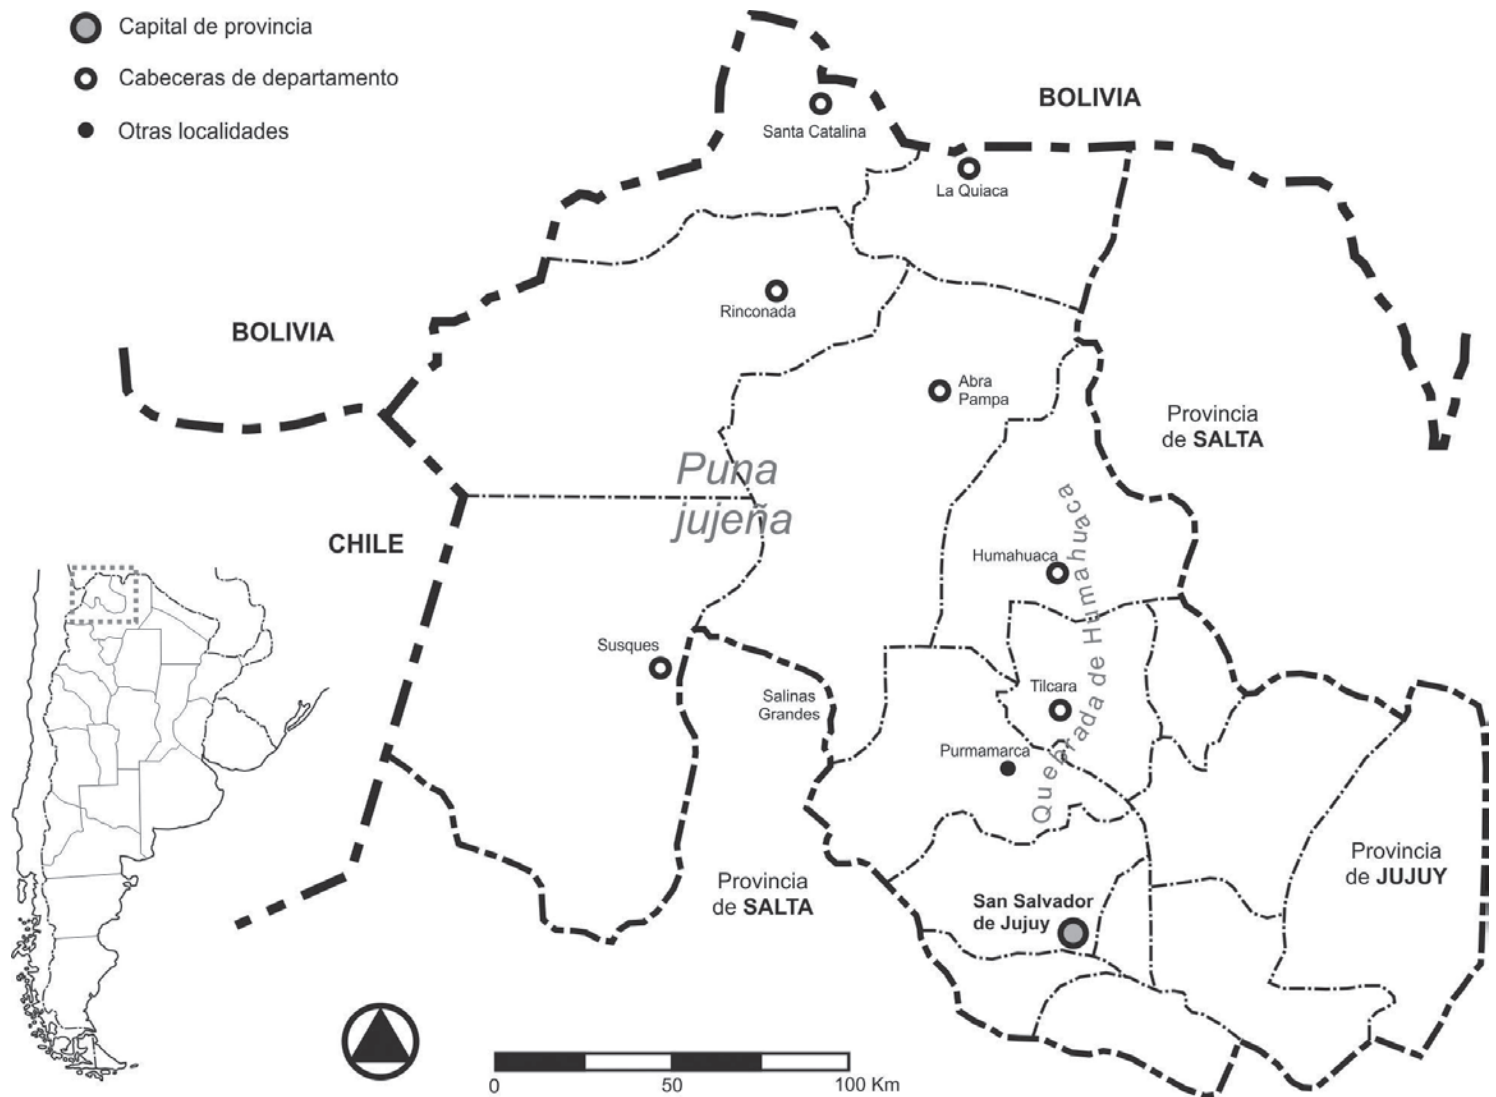 Capital de provincia
Cabeceras de departamento
Otras localidades
BOLIVIA
Santa Catalina
La Quiaca
Rinconada
BOLIVIA
Abra
Pampa
Provincia
de SALTA
Puna
jujeña
CHILE
Humahuaca
Quebrada de Humahuaca
Susques
Salinas
Grandes
Tilcara
Purmamarca
Provincia
de SALTA
San Salvador
de Jujuy
Provincia
de JUJUY
0 50 100 Km